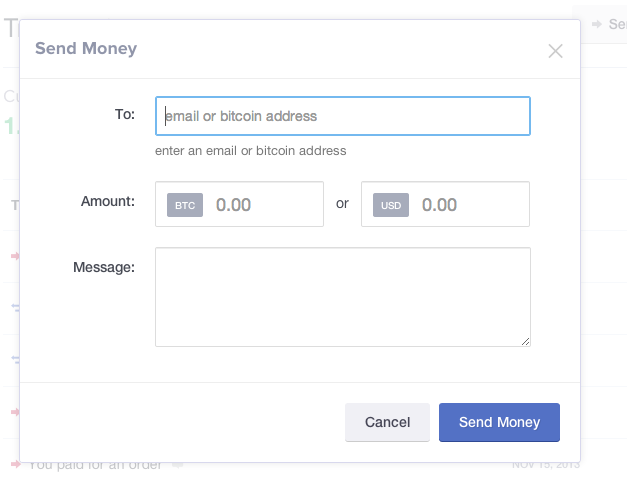 Send Money
To:
email or bitcoin address
enter an email or bitcoin address
Amount:
BTC 0.00 or USD 0.00
Message:
Cancel Send Money
You paid for an order
NOV 15, 2013